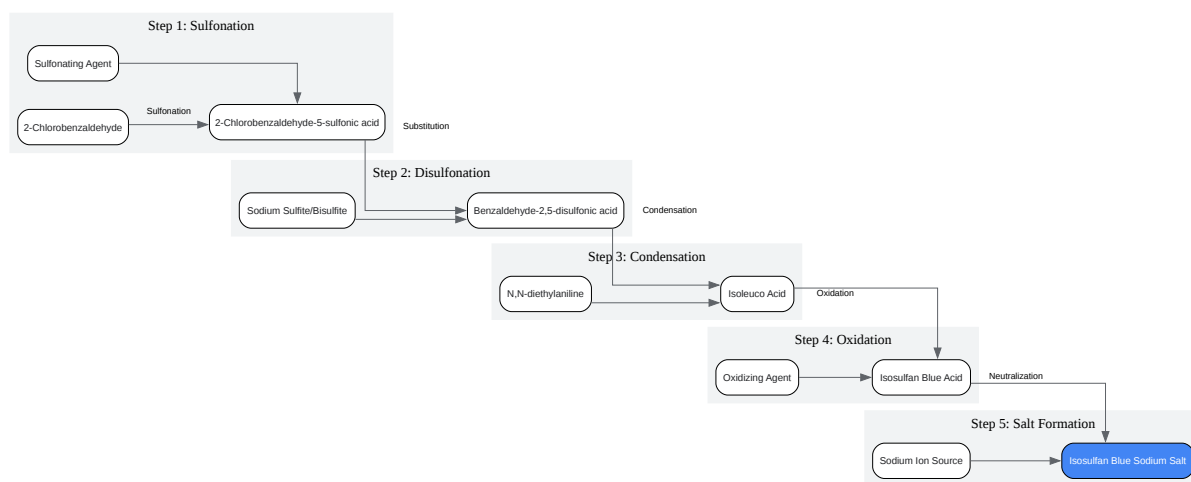 Step 1: Sulfonation
Sulfonating Agent
2-Chlorobenzaldehyde
Sulfonation
2-Chlorobenzaldehyde-5-sulfonic acid
Substitution
Step 2: Disulfonation
Sodium Sulfite/Bisulfite
Benzaldehyde-2,5-disulfonic acid
Condensation
Step 3: Condensation
N,N-diethylaniline
Isoleuco Acid
Oxidation
Step 4: Oxidation
Oxidizing Agent
Isosulfan Blue Acid
Neutralization
Step 5: Salt Formation
Sodium Ion Source
Isosulfan Blue Sodium Salt